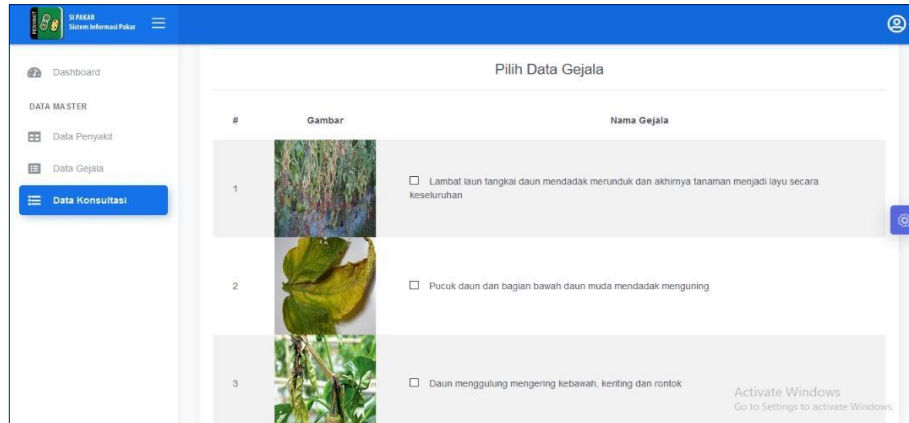 PENYAKIT
SI PAKAR
Sistem Informasi Pakar
Dashboard
DATA MASTER
Data Penyakit
Data Gejala
Data Konsultasi
Pilih Data Gejala
# Gambar Nama Gejala
1 Lambat laun tangkai daun mendadak merunduk dan akhirnya tanaman menjadi layu secara
keseluruhan
2 Pucuk daun dan bagian bawah daun muda mendadak menguning
3 Daun menggulung mengering kebawah, keriting dan rontok
Activate Windows
Go to Settings to activate Windows.